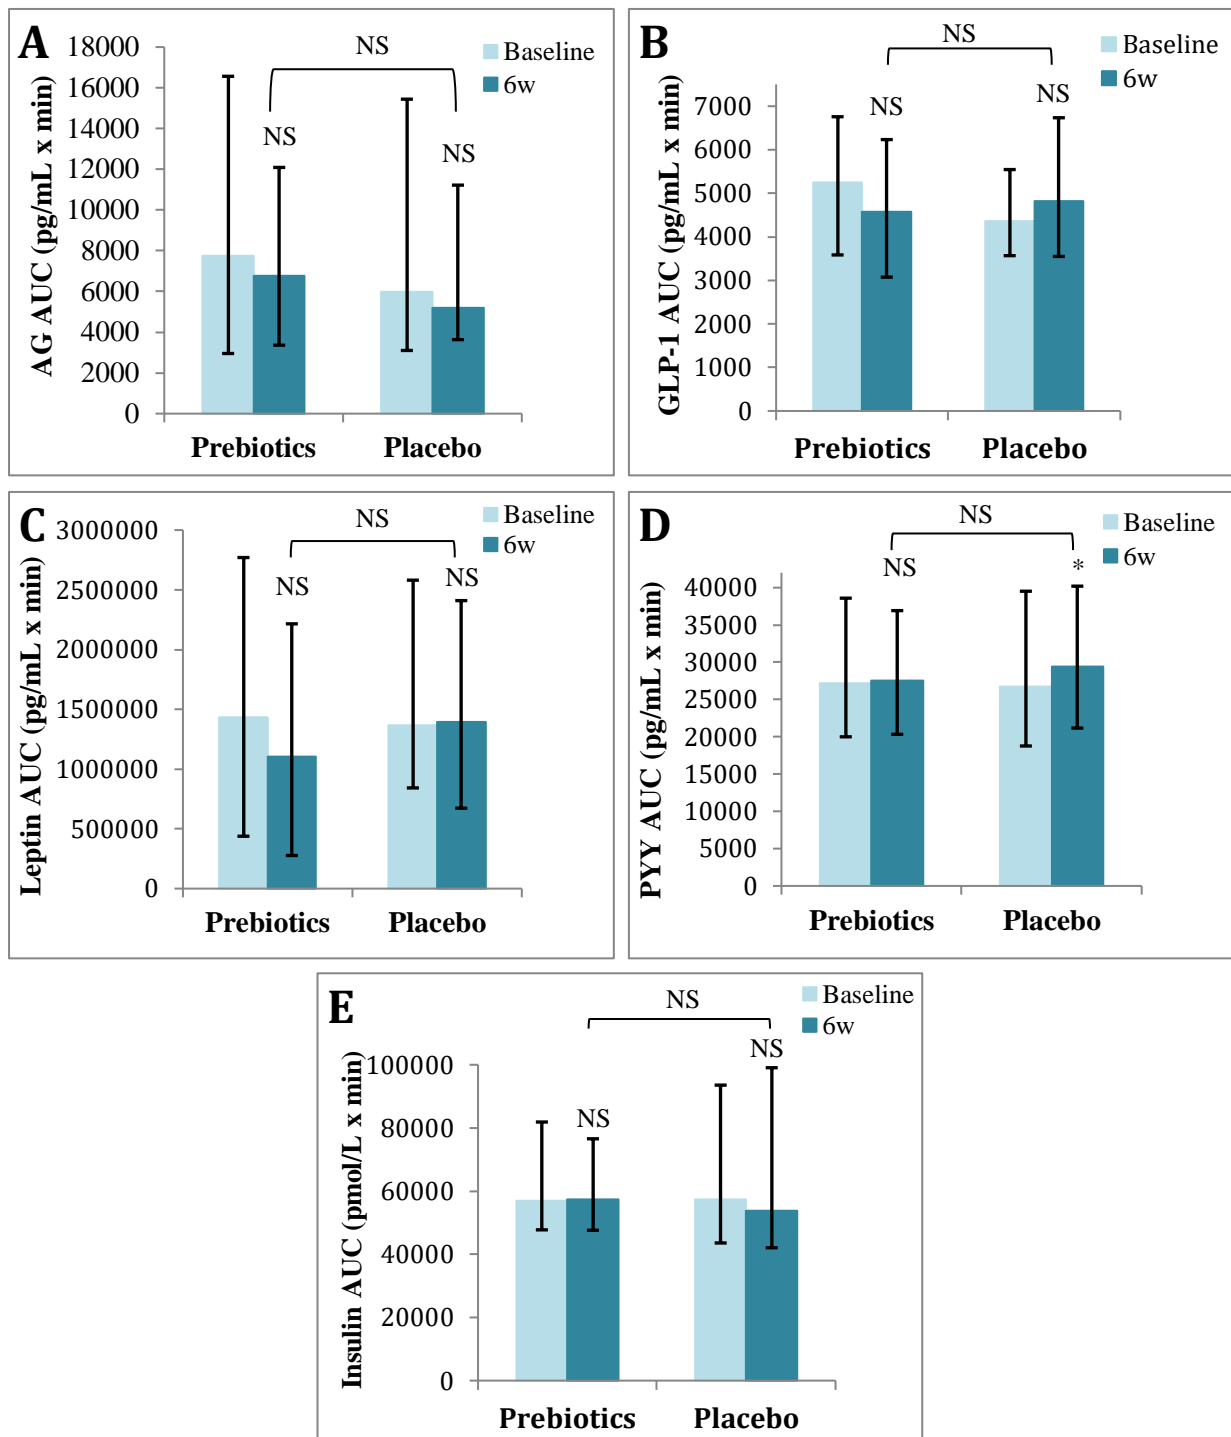 A
NS
Baseline
6w
18000
16000
14000
12000
10000
8000
6000
4000
2000
0
AG AUC (pg/mL x min)
NS
NS
Prebiotics
Placebo
B
NS
Baseline
6w
7000
6000
5000
4000
3000
2000
1000
0
GLP-1 AUC (pg/mL x min)
NS
NS
Prebiotics
Placebo
C
NS
Baseline
6w
3000000
2500000
2000000
1500000
1000000
500000
0
Leptin AUC (pg/mL x min)
NS
NS
Prebiotics
Placebo
D
NS
Baseline
6w
40000
35000
30000
25000
20000
15000
10000
5000
0
PYY AUC (pg/mL x min)
NS
*
Prebiotics
Placebo
E
NS
Baseline
6w
100000
80000
60000
40000
20000
0
Insulin AUC (pmol/L x min)
NS
NS
Prebiotics
Placebo